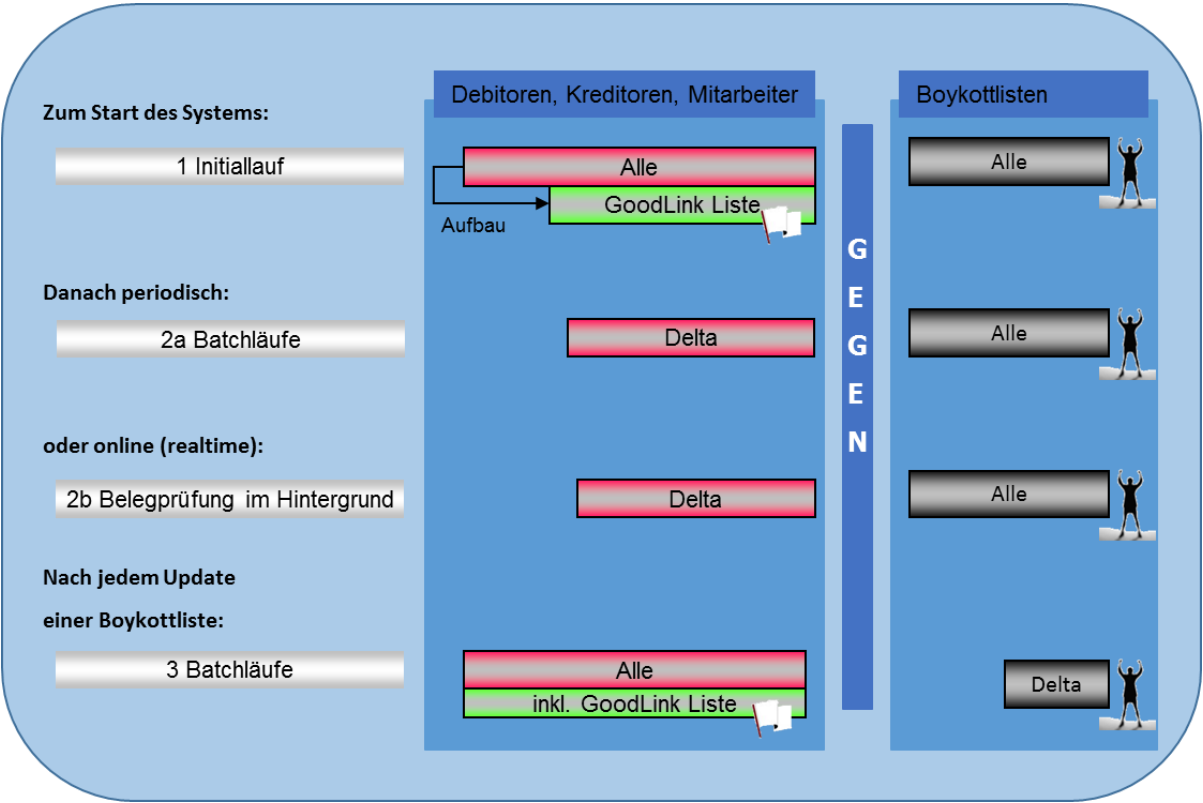 Debitoren, Kreditoren, Mitarbeiter
Boykottlisten
Zum Start des Systems:
1 Initiallauf
Alle
GoodLink Liste
Aufbau
Alle
GEGEN
Danach periodisch:
2a Batchläufe
Delta
Alle
oder online (realtime):
2b Belegprüfung im Hintergrund
Delta
Alle
Nach jedem Update
einer Boykottliste:
3 Batchläufe
Alle
inkl. GoodLink Liste
Delta